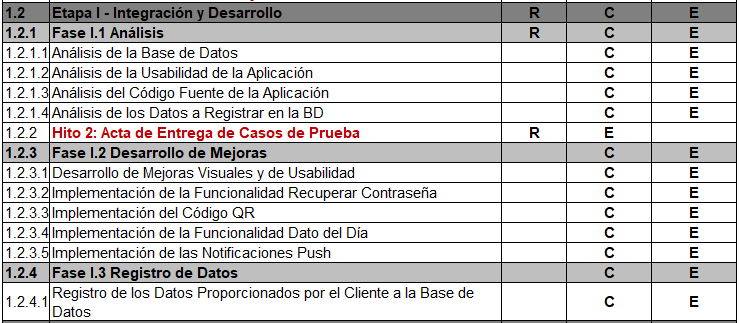 1.2 Etapa I - Integración y Desarrollo R C E
1.2.1 Fase I.1 Análisis R C E
1.2.1.1 Análisis de la Base de Datos C E
1.2.1.2 Análisis de la Usabilidad de la Aplicación C E
1.2.1.3 Análisis del Código Fuente de la Aplicación C E
1.2.1.4 Análisis de los Datos a Registrar en la BD C E
1.2.2 Hito 2: Acta de Entrega de Casos de Prueba R E
1.2.3 Fase I.2 Desarrollo de Mejoras C E
1.2.3.1 Desarrollo de Mejoras Visuales y de Usabilidad C E
1.2.3.2 Implementación de la Funcionalidad Recuperar Contraseña C E
1.2.3.3 Implementación del Código QR C E
1.2.3.4 Implementación de la Funcionalidad Dato del Día C E
1.2.3.5 Implementación de las Notificaciones Push C E
1.2.4 Fase I.3 Registro de Datos C E
1.2.4.1 Registro de los Datos Proporcionados por el Cliente a la Base de
Datos C E